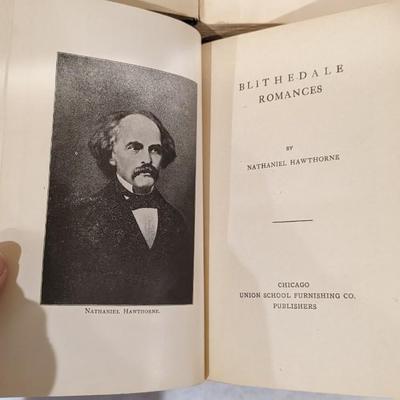 NATHANIEL HAWTHORNE.
BLITHEDALE
ROMANCES
BY
NATHANIEL HAWTHORNE
CHICAGO
UNION SCHOOL FURNISHING CO.
PUBLISHERS